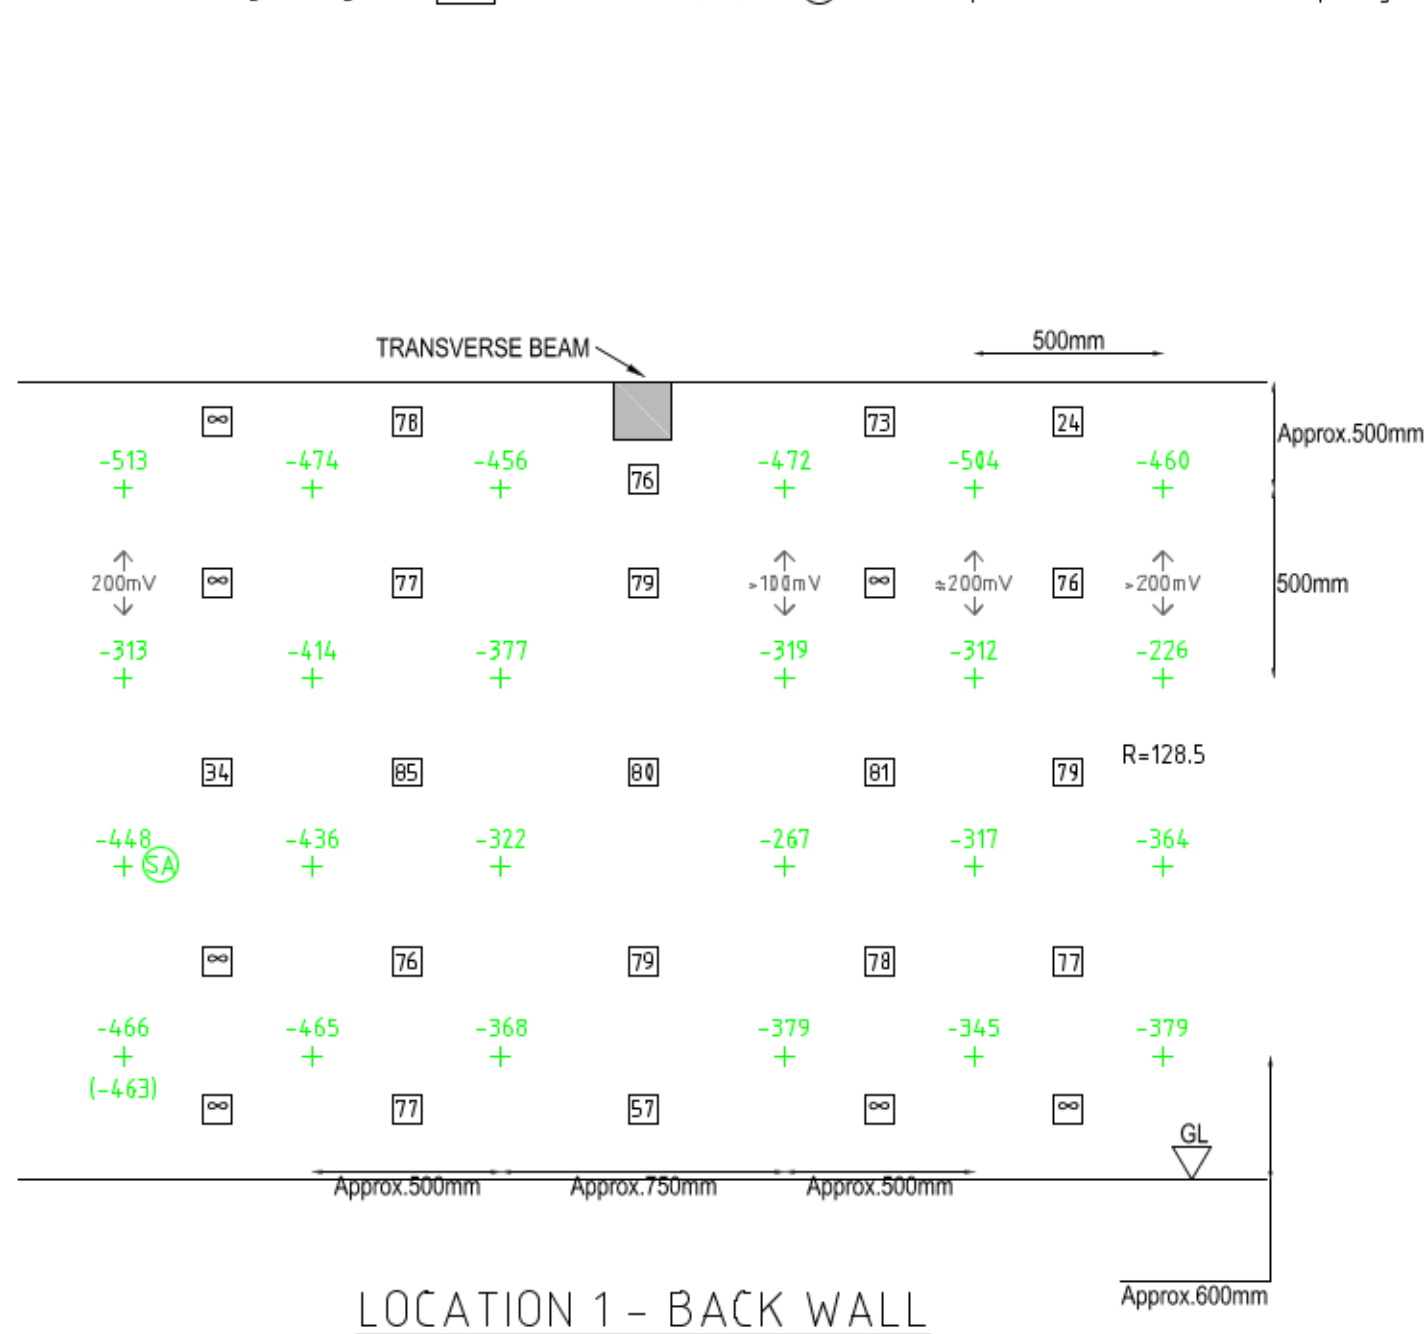 500mm
TRANSVERSE BEAM
∞ 78 73 24
Approx.500mm
-513 -474 -456 -472 -504 -460
76
200mV ∞ 77 79 >100mV ∞ ≈200mV 76 >200mV 500mm
-313 -414 -377 -319 -312 -226
R=128.5
34 85 80 81 79
-448 -436 -322 -267 -317 -364
SA
∞ 76 79 78 77
-466 -465 -368 -379 -345 -379
(-463)
∞ 77 57 ∞ ∞
GL
Approx.500mm Approx.750mm Approx.500mm
Approx.600mm
LOCATION 1 - BACK WALL